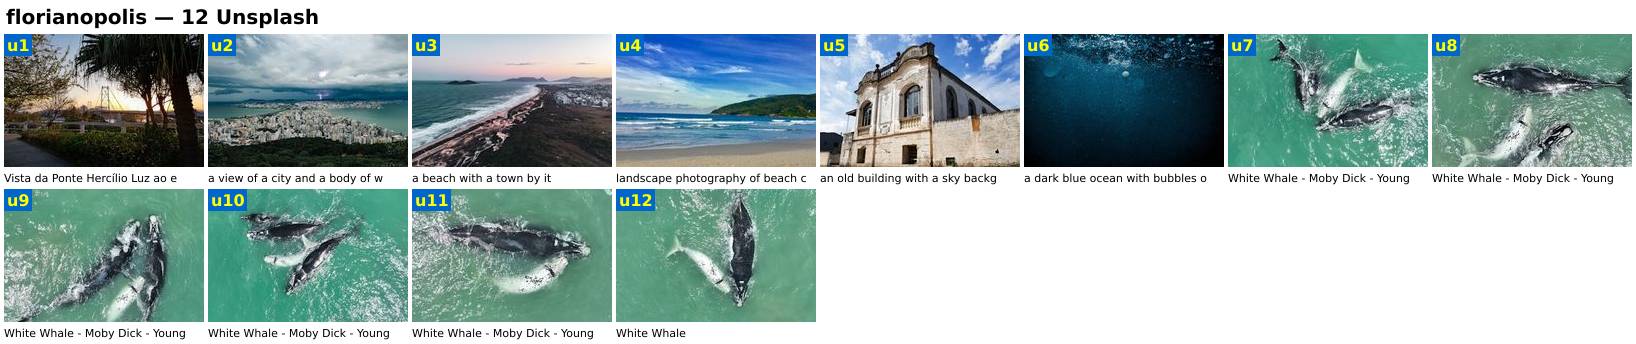 florianopolis — 12 Unsplash
u1
u2
u3
u4
u5
u6
u7
u8
Vista da Ponte Hercílio Luz ao e
a view of a city and a body of w
a beach with a town by it
landscape photography of beach c
an old building with a sky backg
a dark blue ocean with bubbles o
White Whale - Moby Dick - Young
White Whale - Moby Dick - Young
u9
u10
u11
u12
White Whale - Moby Dick - Young
White Whale - Moby Dick - Young
White Whale - Moby Dick - Young
White Whale